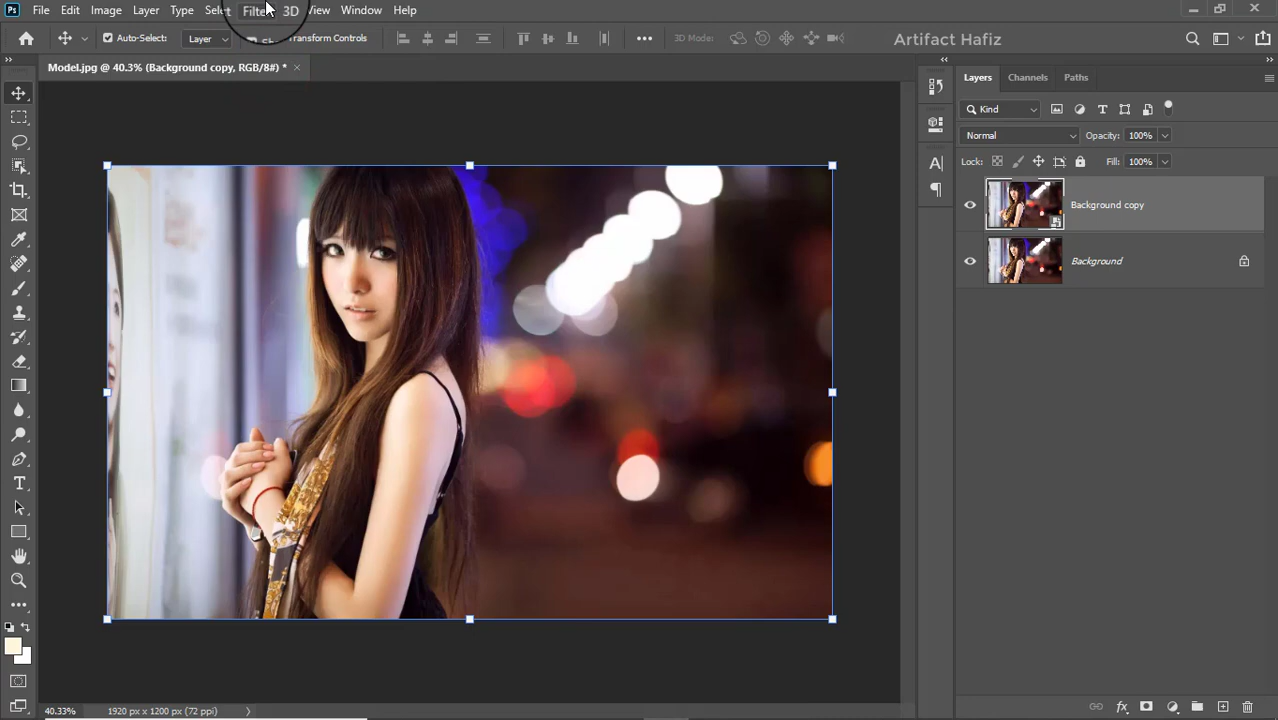 Ps File Edit Image Layer Type Select Filter 3D View Window Help
Auto-Select: Layer Transform Controls 3D Mode: Artifact Hafiz
Model.jpg @ 40.3% (Background copy, RGB/8#) *
Layers Channels Paths
Kind
Normal Opacity: 100%
Lock: Fill: 100%
Background copy
Background
40.33% 1920 px x 1200 px (72 ppi)